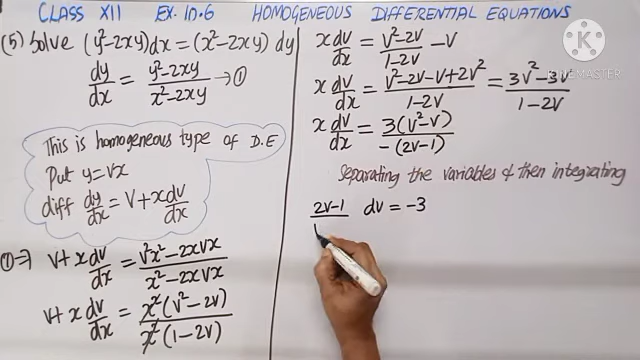 CLASS XII EX. 10.6 HOMOGENEOUS DIFFERENTIAL EQUATIONS
(5) Solve (y²-2xy)dx = (x²-2xy) dy
dy/dx = y²-2xy / x²-2xy → ①
This is homogeneous type of D.E
Put y=vx
diff dy/dx = v+x dv/dx
①⇒ v+x dv/dx = v²x²-2xvx / x²-2xvx
v+x dv/dx = x²(v²-2v) / x²(1-2v)
x dv/dx = v²-2v / 1-2v - v
x dv/dx = v²-2v-v+2v² / 1-2v = 3v²-3v / 1-2v
x dv/dx = 3(v²-v) / -(2v-1)
Separating the variables & then integrating
2v-1 / dv = -3
KINEMASTER